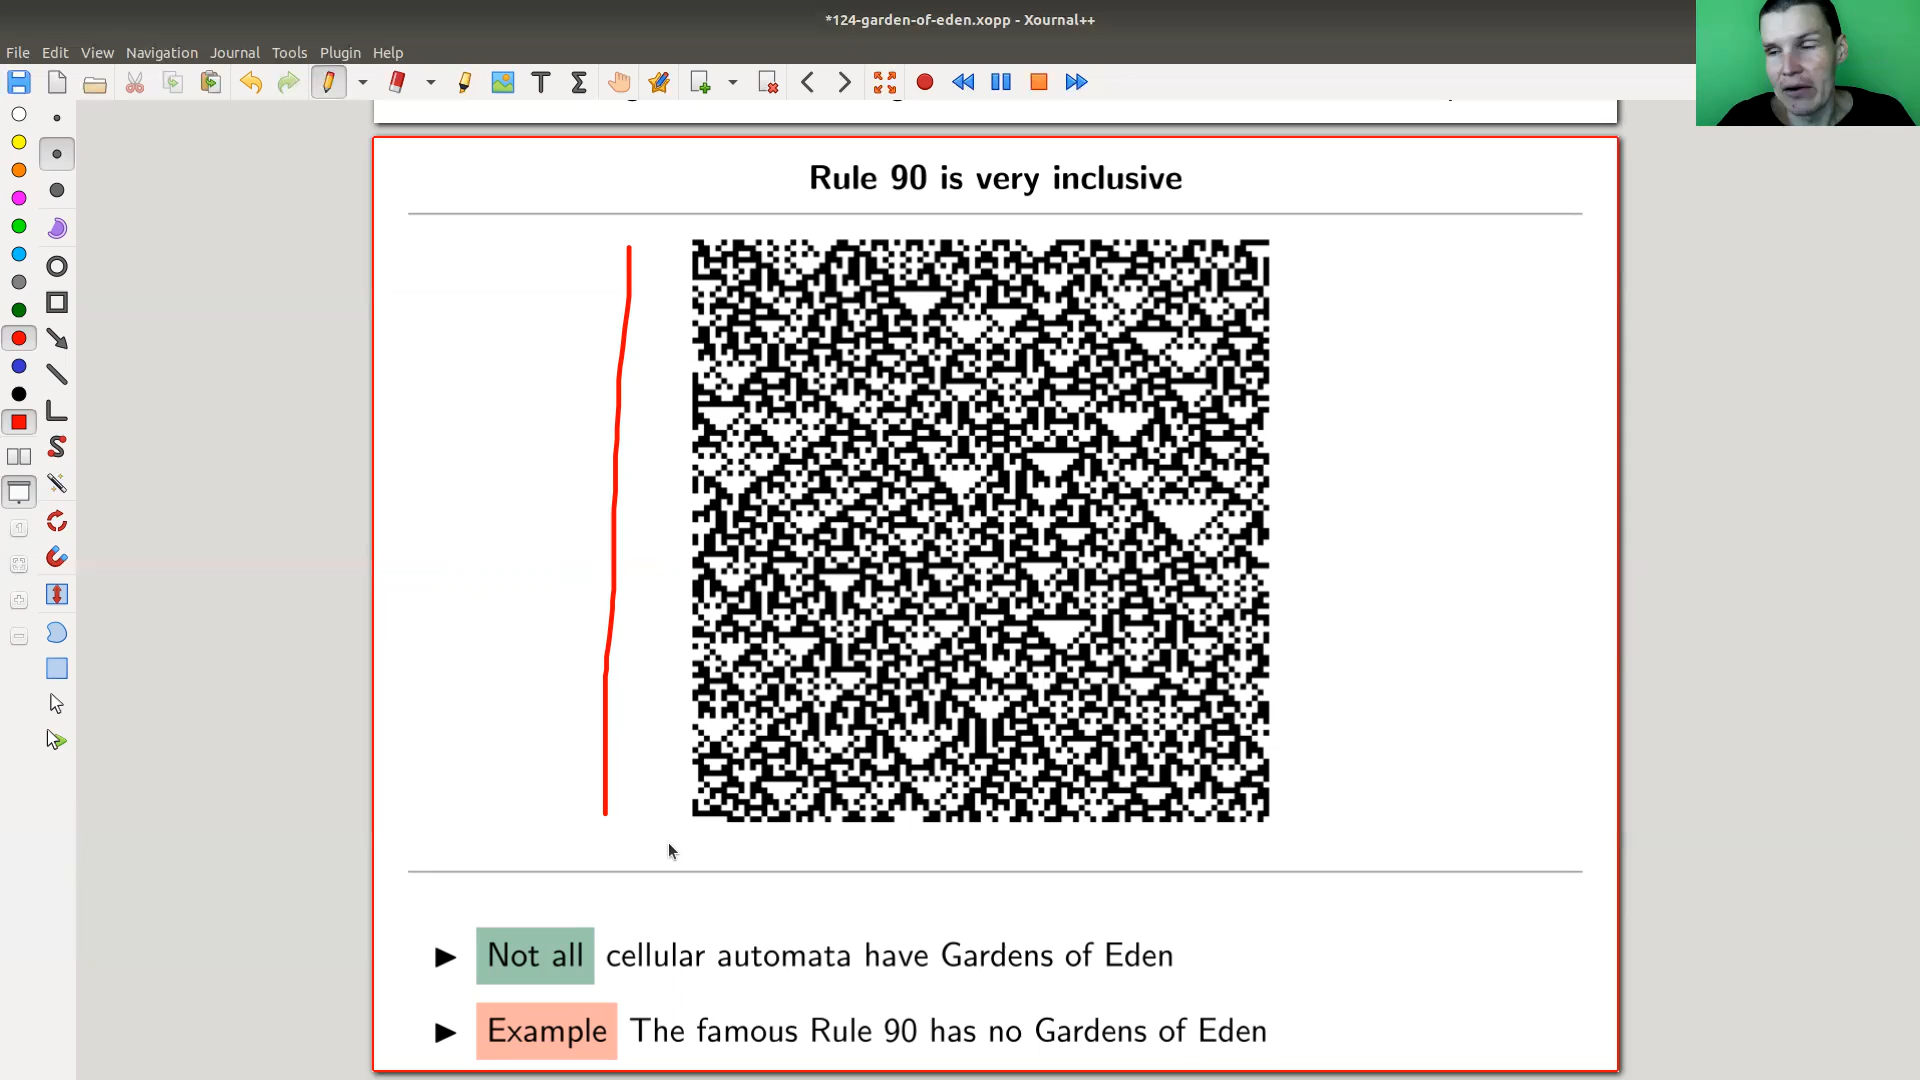 *124-garden-of-eden.xopp - Xournal++
File Edit View Navigation Journal Tools Plugin Help
Rule 90 is very inclusive
► Not all cellular automata have Gardens of Eden
► Example The famous Rule 90 has no Gardens of Eden